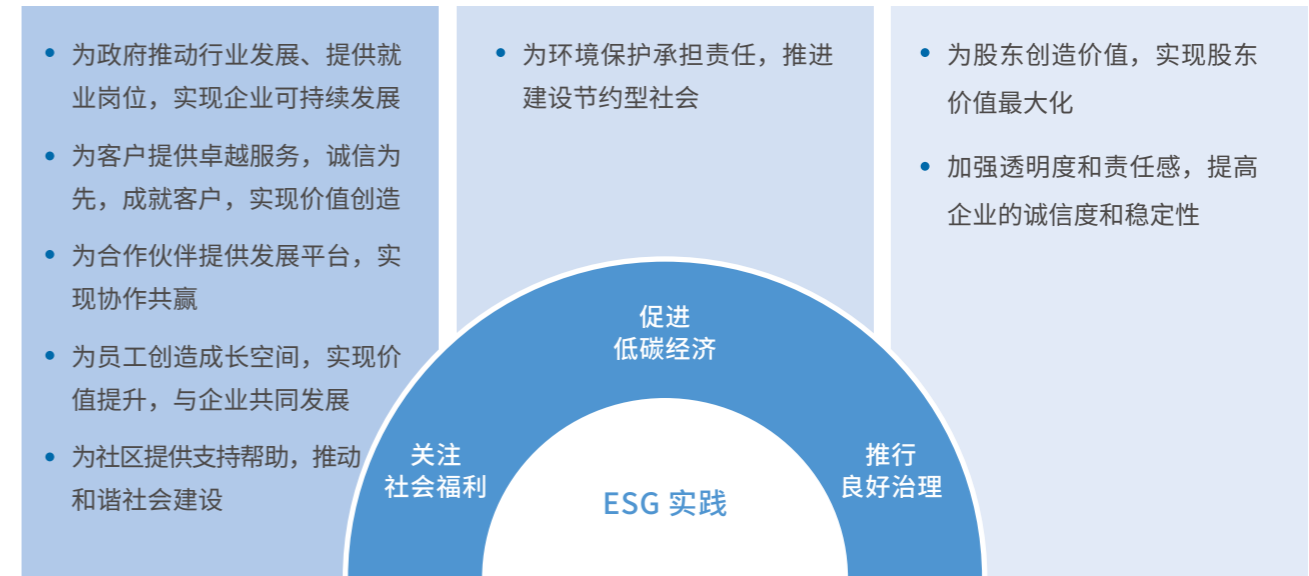 为政府推动行业发展、提供就
业岗位，实现企业可持续发展
为客户提供卓越服务，诚信为
先，成就客户，实现价值创造
为合作伙伴提供发展平台，实
现协作共赢
为员工创造成长空间，实现价
值提升，与企业共同发展
为社区提供支持帮助，推动
和谐社会建设
为环境保护承担责任，推进
建设节约型社会
为股东创造价值，实现股东
价值最大化
加强透明度和责任感，提高
企业的诚信度和稳定性
关注
社会福利
促进
低碳经济
推行
良好治理
ESG 实践